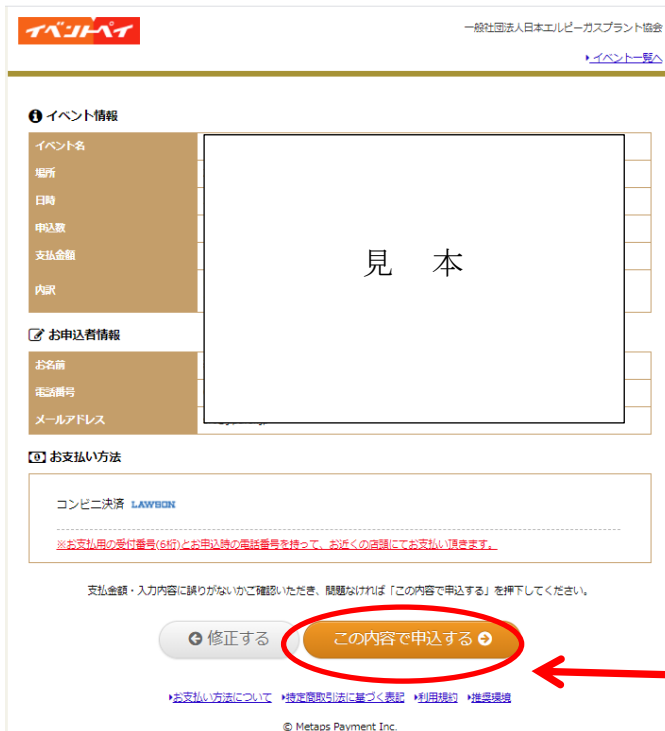 イベントペイ
一般社団法人日本エルピーガスプラント協会
イベント一覧へ
イベント情報
イベント名
場所
日時
申込数
支払金額
内訳
見 本
お申込者情報
お名前
電話番号
メールアドレス
お支払い方法
コンビニ決済 LAWSON
※お支払用の受付番号(6桁)とお申込時の電話番号を持って、お近くの店頭にてお支払い頂きます。
支払金額・入力内容に誤りがないかご確認いただき、問題なければ「この内容で申込する」を押下してください。
修正する この内容で申込する
お支払い方法について 特定商取引法に基づく表記 利用規約 推奨環境
© Metaps Payment Inc.